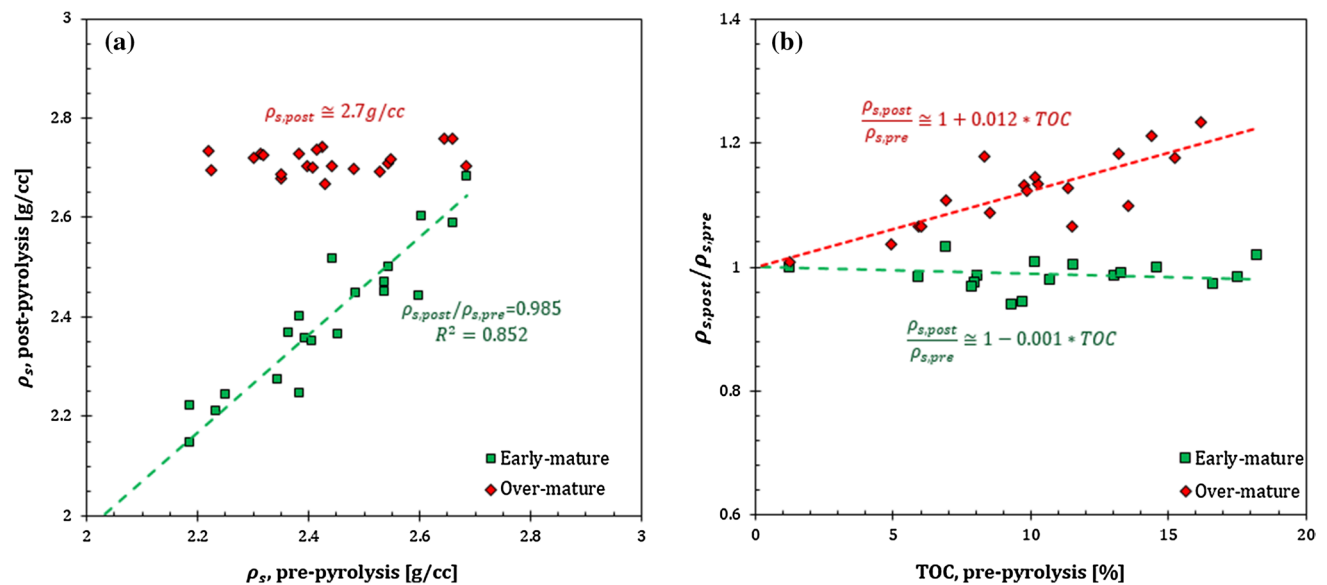 (a)
3
2.8
2.6
2.4
2.2
2
2
2.2
2.4
2.6
2.8
3
ρs, post-pyrolysis [g/cc]
ρs, pre-pyrolysis [g/cc]
ρs,post ≅ 2.7g/cc
ρs,post/ρs,pre=0.985
R² = 0.852
Early-mature
Over-mature
(b)
1.4
1.2
1
0.8
0.6
0
5
10
15
20
ρs,post/ρs,pre
TOC, pre-pyrolysis [%]
ρs,post/ρs,pre ≅ 1 + 0.012 * TOC
ρs,post/ρs,pre ≅ 1 − 0.001 * TOC
Early-mature
Over-mature